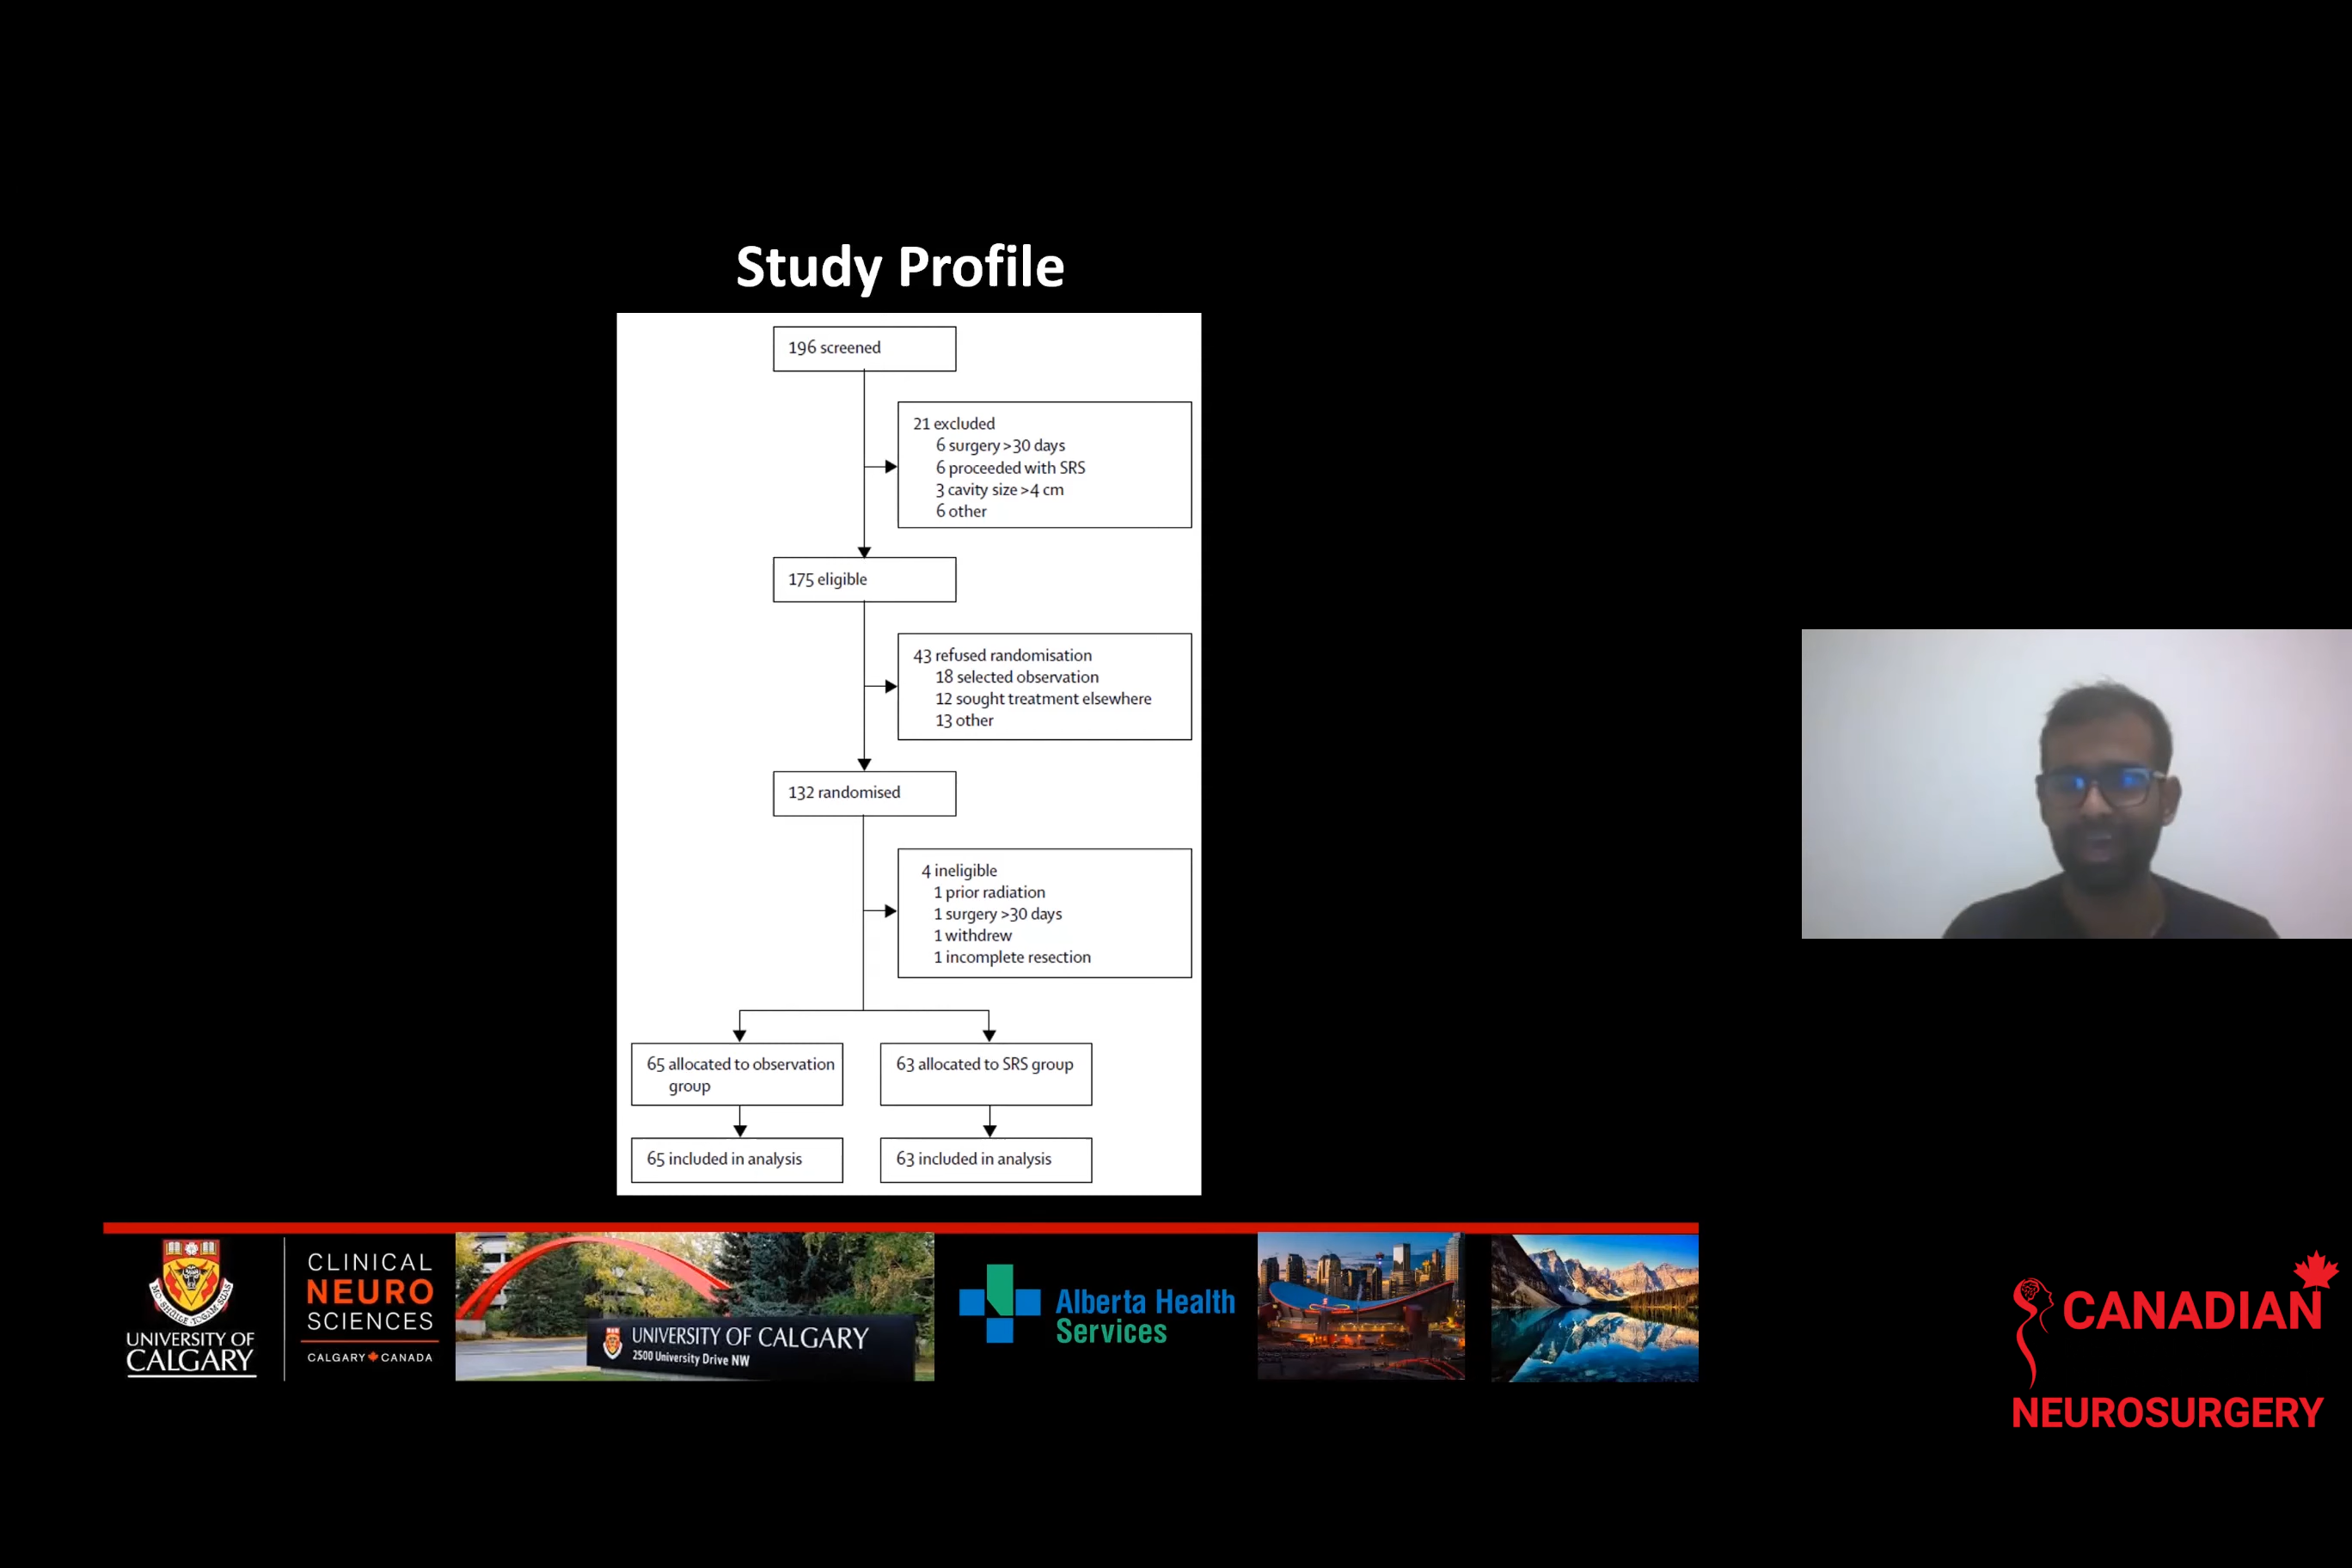 Study Profile
196 screened
21 excluded
6 surgery >30 days
6 proceeded with SRS
3 cavity size >4 cm
6 other
175 eligible
43 refused randomisation
18 selected observation
12 sought treatment elsewhere
13 other
132 randomised
4 ineligible
1 prior radiation
1 surgery >30 days
1 withdrew
1 incomplete resection
65 allocated to observation
group
63 allocated to SRS group
65 included in analysis
63 included in analysis
UNIVERSITY OF
CALGARY
CLINICAL
NEURO
SCIENCES
CALGARY CANADA
UNIVERSITY OF CALGARY
2500 University Drive NW
Alberta Health
Services
CANADIAN
NEUROSURGERY